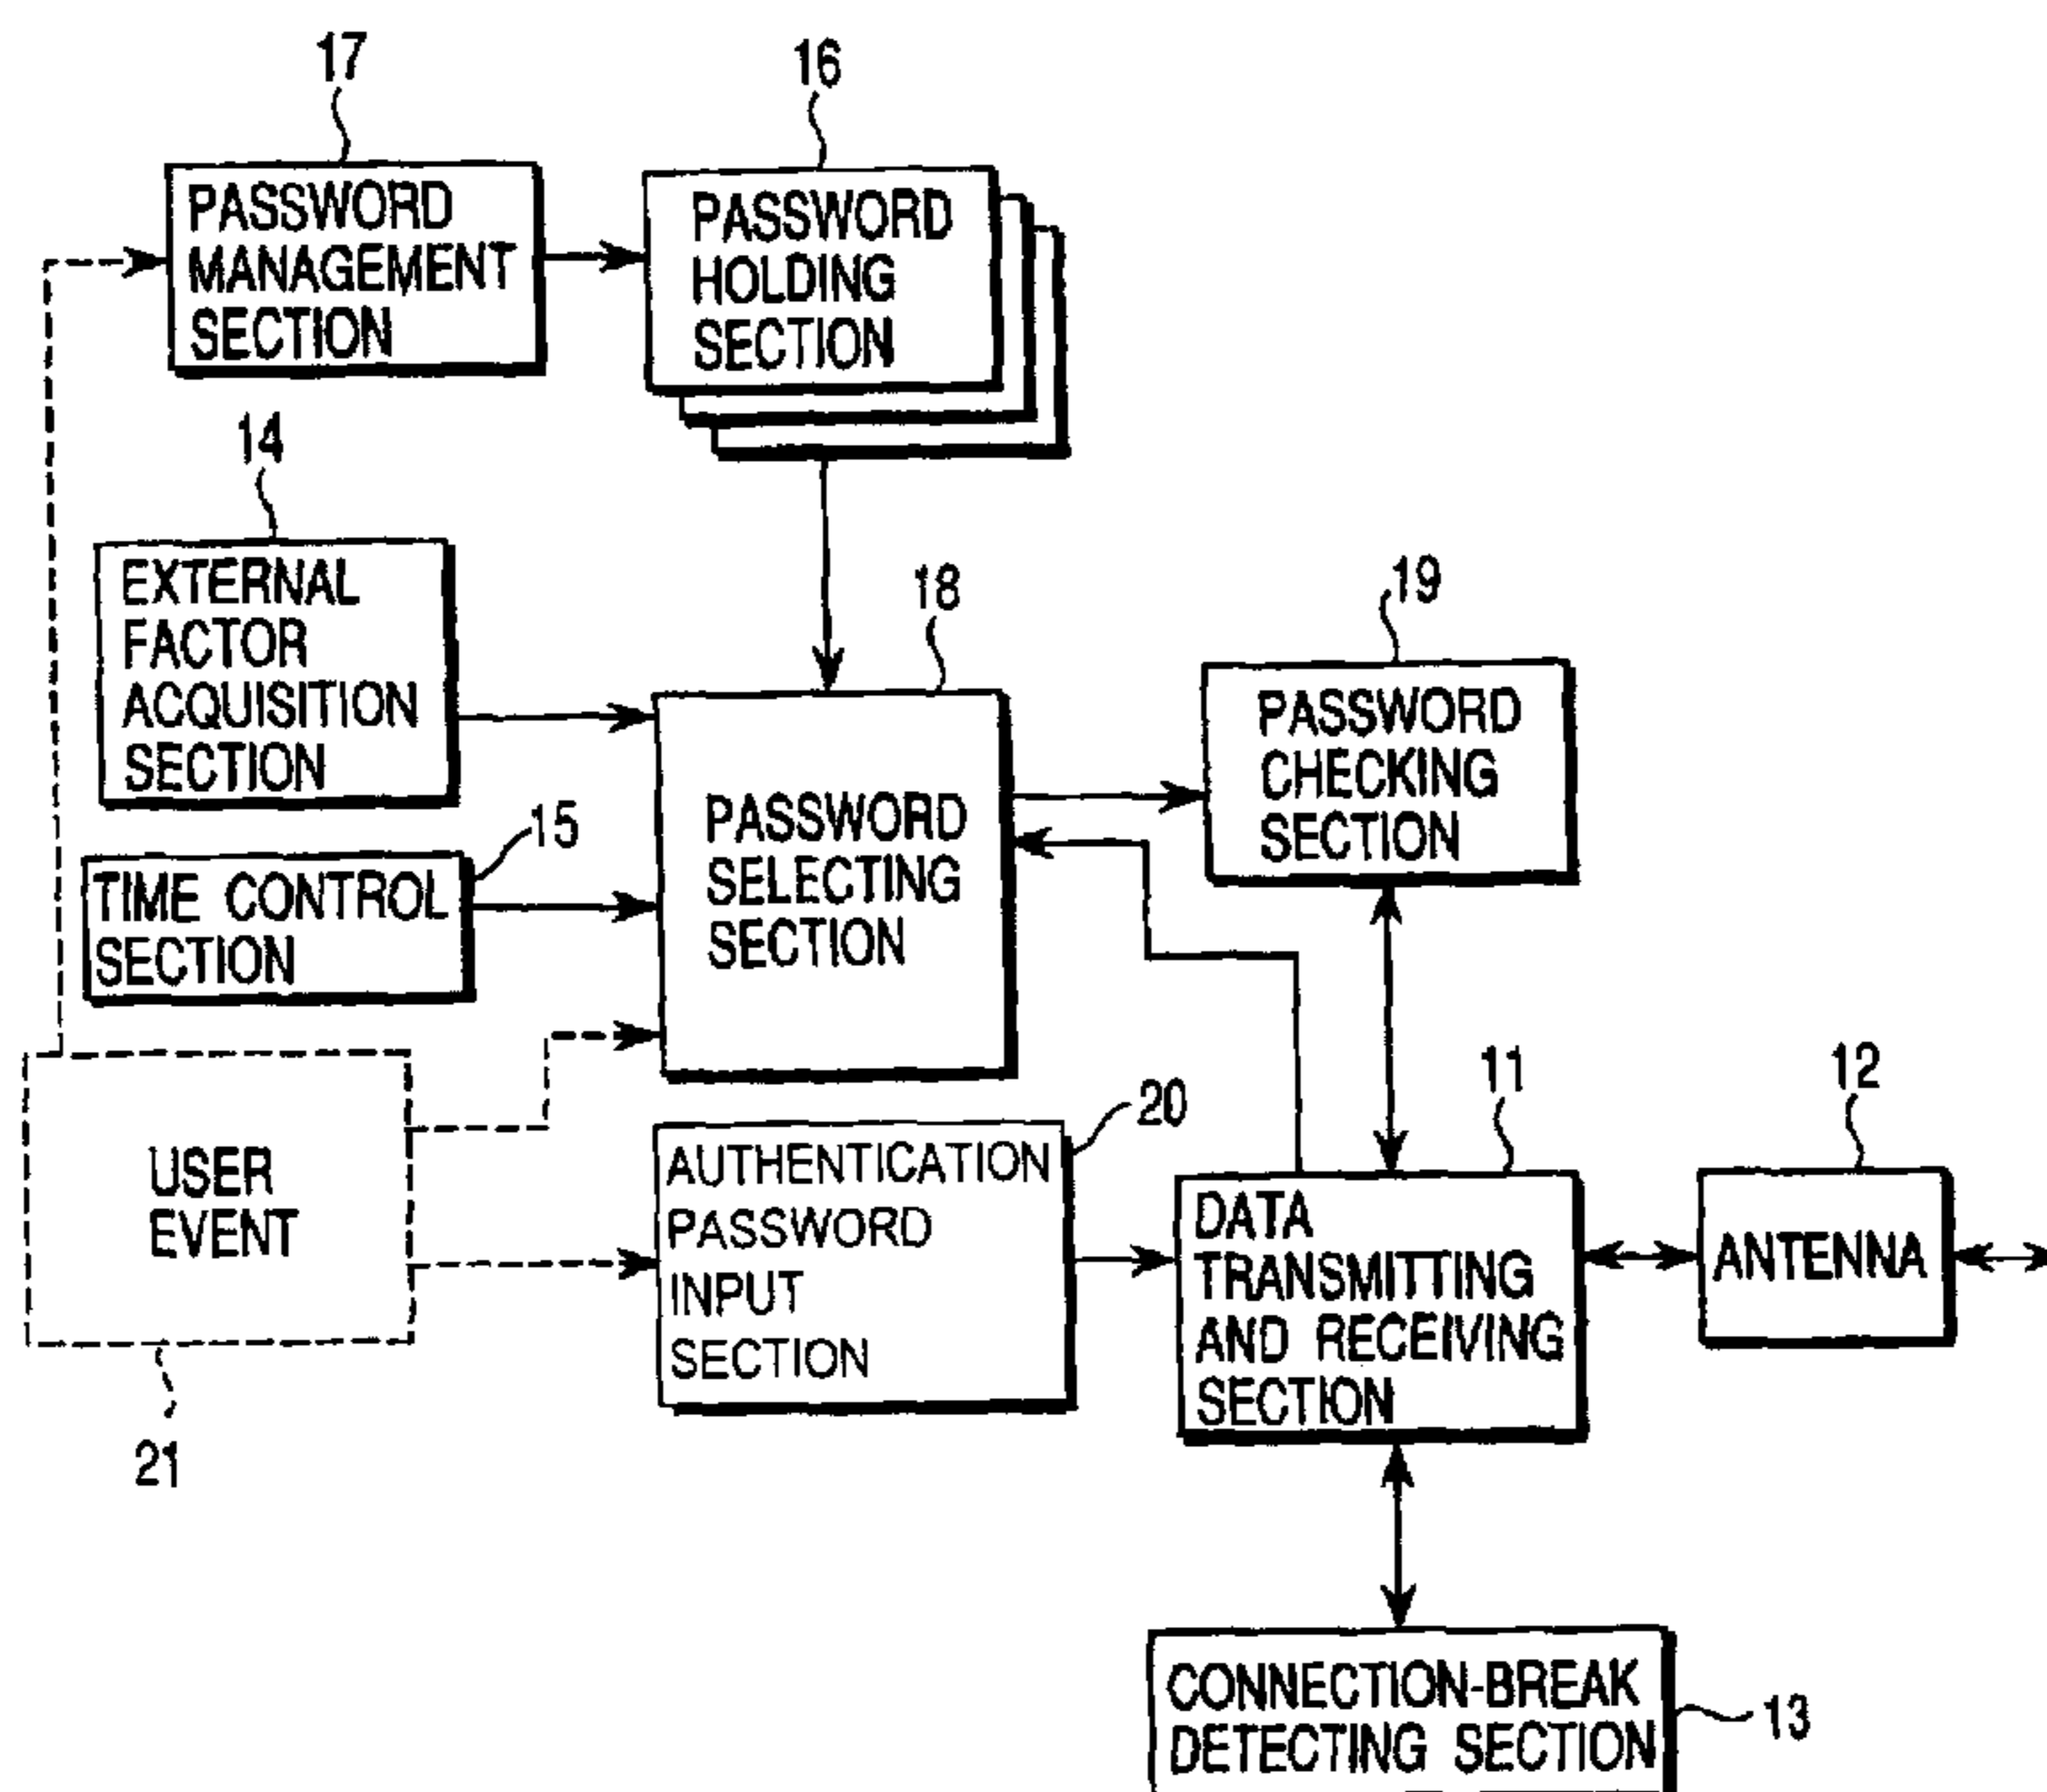 17
16
PASSWORD
MANAGEMENT
SECTION
PASSWORD
HOLDING
SECTION
14
EXTERNAL
FACTOR
ACQUISITION
SECTION
18
19
PASSWORD
CHECKING
SECTION
15
TIME CONTROL
SECTION
PASSWORD
SELECTING
SECTION
USER
EVENT
21
20
AUTHENTICATION
PASSWORD
INPUT
SECTION
11
DATA
TRANSMITTING
AND RECEIVING
SECTION
12
ANTENNA
CONNECTION-BREAK
DETECTING SECTION
13